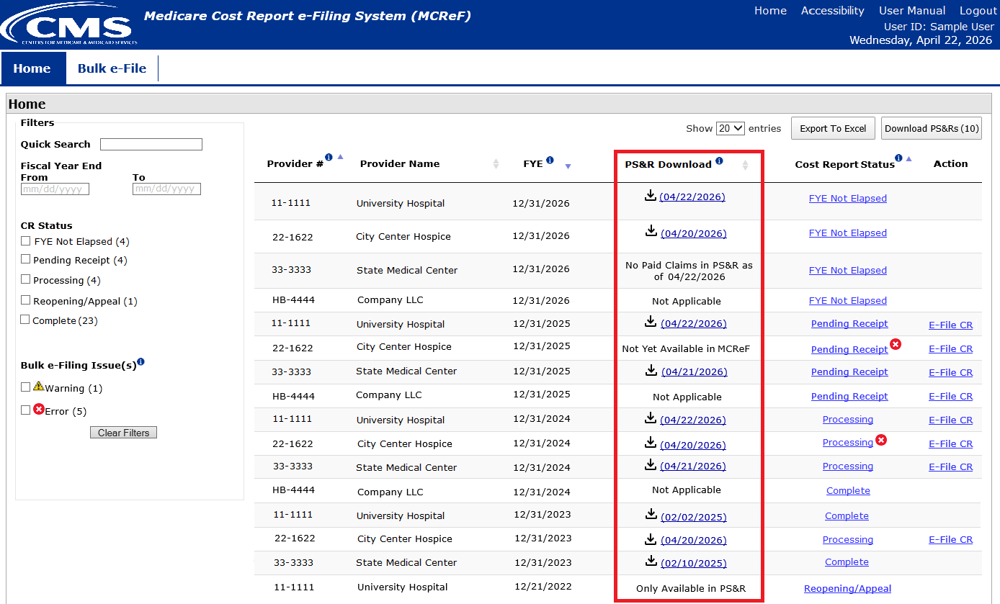 CMS
CENTERS FOR MEDICARE & MEDICAID SERVICES
Medicare Cost Report e-Filing System (MCReF)
Home Accessibility User Manual Logout
User ID: Sample User
Wednesday, April 22, 2026
Home Bulk e-File
Home
Filters
Quick Search
Fiscal Year End
From To
mm/dd/yyyy mm/dd/yyyy
CR Status
FYE Not Elapsed (4)
Pending Receipt (4)
Processing (4)
Reopening/Appeal (1)
Complete (23)
Bulk e-Filing Issue(s)
Warning (1)
Error (5)
Clear Filters
Show 20 entries Export To Excel Download PS&Rs (10)
Provider # Provider Name FYE PS&R Download Cost Report Status Action
11-1111 University Hospital 12/31/2026 (04/22/2026) FYE Not Elapsed
22-1622 City Center Hospice 12/31/2026 (04/20/2026) FYE Not Elapsed
33-3333 State Medical Center 12/31/2026 No Paid Claims in PS&R as FYE Not Elapsed
of 04/22/2026
HB-4444 Company LLC 12/31/2026 Not Applicable FYE Not Elapsed
11-1111 University Hospital 12/31/2025 (04/22/2026) Pending Receipt E-File CR
22-1622 City Center Hospice 12/31/2025 Not Yet Available in MCReF Pending Receipt E-File CR
33-3333 State Medical Center 12/31/2025 (04/21/2026) Pending Receipt E-File CR
HB-4444 Company LLC 12/31/2025 Not Applicable Pending Receipt E-File CR
11-1111 University Hospital 12/31/2024 (04/22/2026) Processing E-File CR
22-1622 City Center Hospice 12/31/2024 (04/20/2026) Processing E-File CR
33-3333 State Medical Center 12/31/2024 (04/21/2026) Processing E-File CR
HB-4444 Company LLC 12/31/2024 Not Applicable Complete
11-1111 University Hospital 12/31/2023 (02/02/2025) Complete
22-1622 City Center Hospice 12/31/2023 (04/20/2026) Processing E-File CR
33-3333 State Medical Center 12/31/2023 (02/10/2025) Complete
11-1111 University Hospital 12/21/2022 Only Available in PS&R Reopening/Appeal